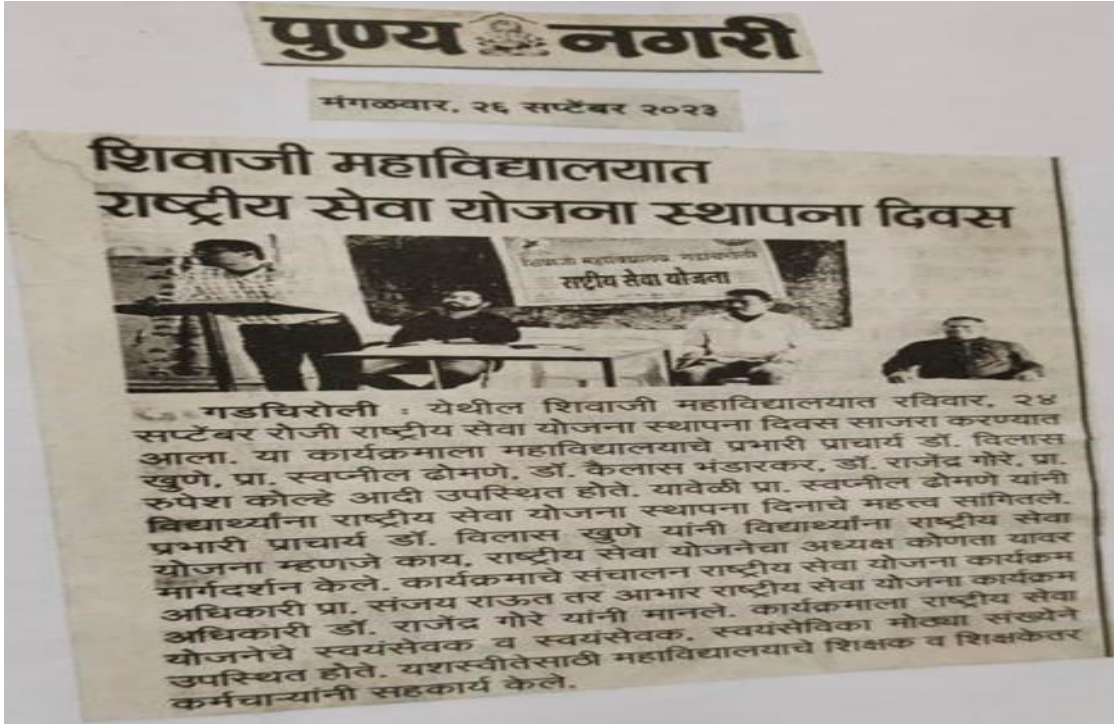 पुण्य नगरी
मंगळवार, २६ सप्टेंबर २०२३
शिवाजी महाविद्यालयात
राष्ट्रीय सेवा योजना स्थापना दिवस
शिवाजी महाविद्यालय, गडचिरोली
राष्ट्रीय सेवा योजना
गडचिरोली : येथील शिवाजी महाविद्यालयात रविवार, २४
सप्टेंबर रोजी राष्ट्रीय सेवा योजना स्थापना दिवस साजरा करण्यात
आला. या कार्यक्रमाला महाविद्यालयाचे प्रभारी प्राचार्य डॉ. विलास
खुणे, प्रा. स्वप्नील ढोमणे, डॉ. कैलास भंडारकर, डॉ. राजेंद्र गोरे, प्रा.
रुपेश कोल्हे आदी उपस्थित होते. यावेळी प्रा. स्वप्नील ढोमणे यांनी
विद्यार्थ्यांना राष्ट्रीय सेवा योजना स्थापना दिनाचे महत्त्व सांगितले.
प्रभारी प्राचार्य डॉ. विलास खुणे यांनी विद्यार्थ्यांना राष्ट्रीय सेवा
योजना म्हणजे काय, राष्ट्रीय सेवा योजनेचा अध्यक्ष कोणता यावर
मार्गदर्शन केले. कार्यक्रमाचे संचालन राष्ट्रीय सेवा योजना कार्यक्रम
अधिकारी प्रा. संजय राऊत तर आभार राष्ट्रीय सेवा योजना कार्यक्रम
अधिकारी डॉ. राजेंद्र गोरे यांनी मानले. कार्यक्रमाला राष्ट्रीय सेवा
योजनेचे स्वयंसेवक व स्वयंसेवक, स्वयंसेविका मोठ्या संख्येने
उपस्थित होते. यशस्वीतेसाठी महाविद्यालयाचे शिक्षक व शिक्षकेतर
कर्मचाऱ्यांनी सहकार्य केले.